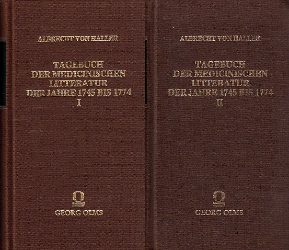 ALBRECHT VON HALLER
TAGEBUCH
DER MEDICINISCHEN
LITTERATUR
DER JAHRE 1745 BIS 1774
I
GEORG OLMS
ALBRECHT VON HALLER
TAGEBUCH
DER MEDICINISCHEN
LITTERATUR
DER JAHRE 1745 BIS 1774
II
GEORG OLMS